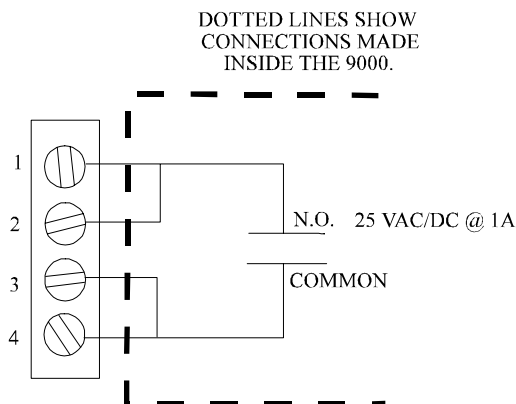 DOTTED LINES SHOW
CONNECTIONS MADE
INSIDE THE 9000.
1
2
N.O. 25 VAC/DC @ 1A
3
COMMON
4